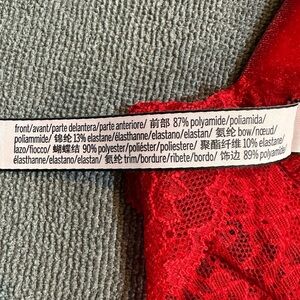 front/avant/parte delantera/parte anteriore/ 前部 87% polyamide/poliamida/
poliammide/ 锦纶 13% elastane/élasthanne/elastano/elastan/ 氨纶 bow/nœud/
lazo/fiocco/ 蝴蝶结 90% polyester/poliéster/poliestere/ 聚酯纤维 10% elastane/
élasthanne/elastano/elastan/ 氨纶 trim/bordure/ribete/bordo/ 饰边 89% polyamide/